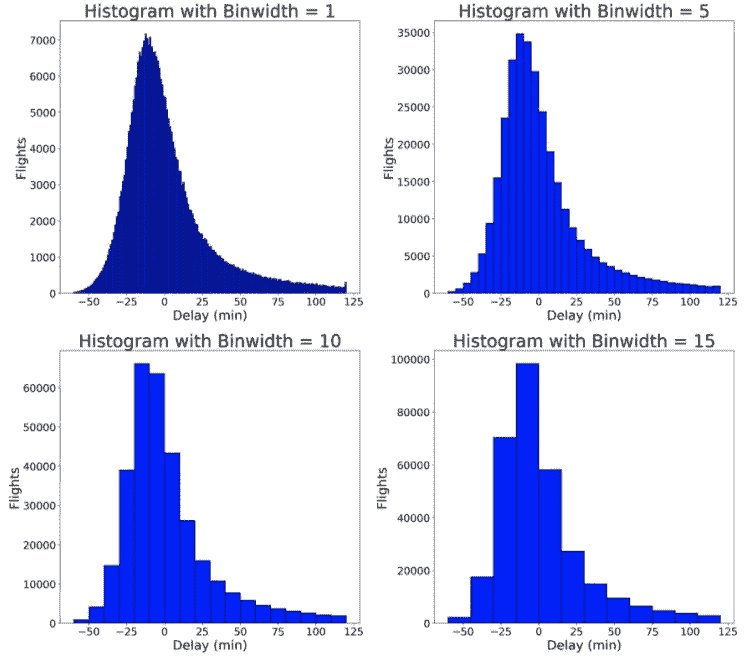 Histogram with Binwidth = 1
7000
6000
5000
4000
3000
2000
1000
0
Flights
−50 −25 0 25 50 75 100 125
Delay (min)
Histogram with Binwidth = 5
35000
30000
25000
20000
15000
10000
5000
0
Flights
−50 −25 0 25 50 75 100 125
Delay (min)
Histogram with Binwidth = 10
60000
50000
40000
30000
20000
10000
0
Flights
−50 −25 0 25 50 75 100 125
Delay (min)
Histogram with Binwidth = 15
100000
80000
60000
40000
20000
0
Flights
−50 −25 0 25 50 75 100 125
Delay (min)